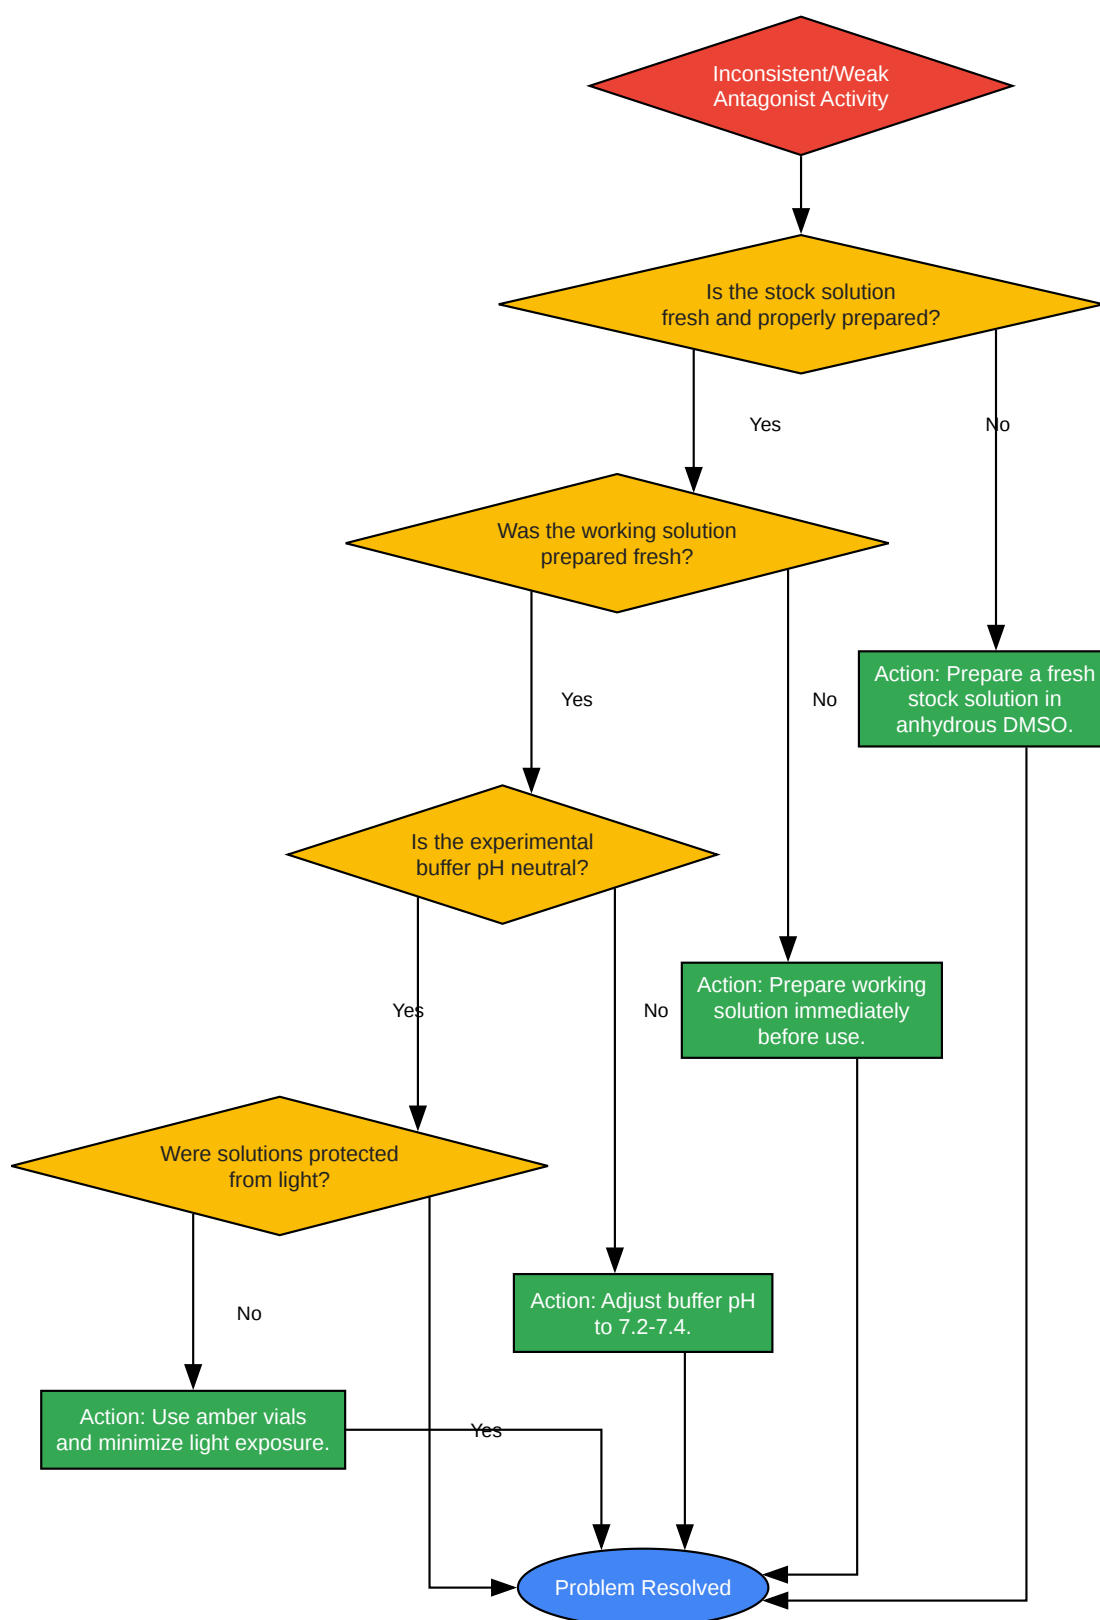 Inconsistent/Weak
Antagonist Activity
Is the stock solution
fresh and properly prepared?
Yes
No
Was the working solution
prepared fresh?
Yes
No
Action: Prepare a fresh
stock solution in
anhydrous DMSO.
Is the experimental
buffer pH neutral?
Yes
No
Action: Prepare working
solution immediately
before use.
Were solutions protected
from light?
No
Action: Adjust buffer pH
to 7.2-7.4.
Action: Use amber vials
and minimize light exposure.
Yes
Problem Resolved